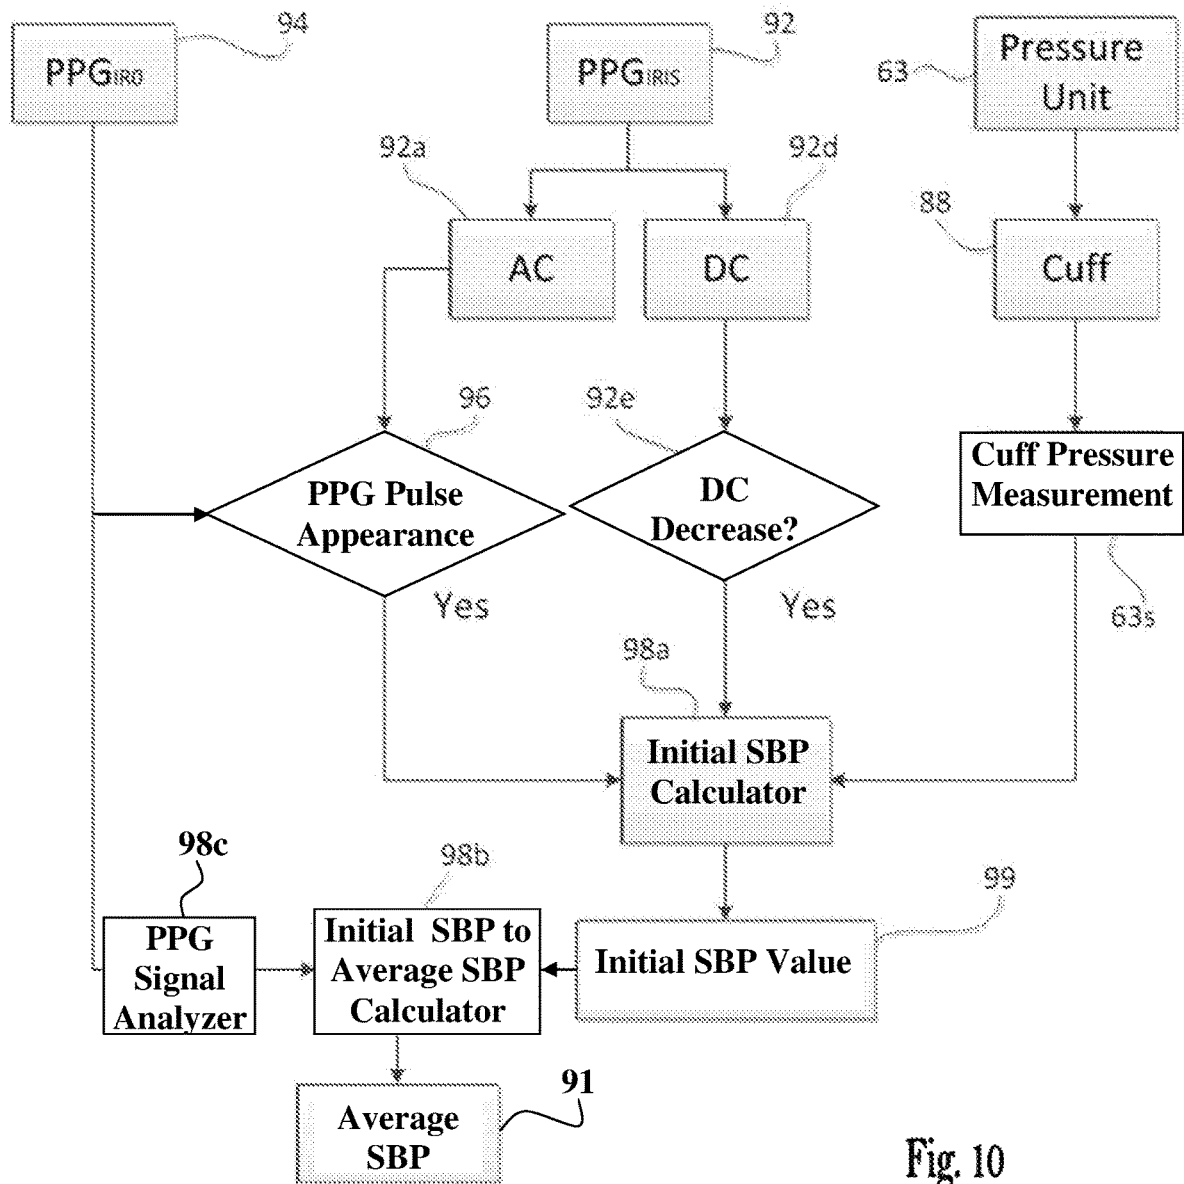 94
PPGIR0
92
PPGIRIS
63
Pressure
Unit
92a
92d
88
AC
DC
Cuff
96
92e
PPG Pulse
Appearance
DC
Decrease?
Cuff Pressure
Measurement
Yes
Yes
63s
98a
Initial SBP
Calculator
98c
98b
99
PPG
Signal
Analyzer
Initial SBP to
Average SBP
Calculator
Initial SBP Value
91
Average
SBP
Fig. 10